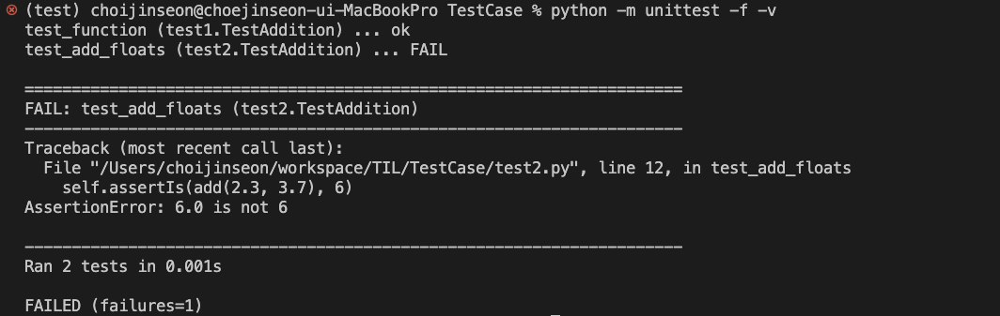 (test) choijinseon@choejinseon-ui-MacBookPro TestCase % python -m unittest -f -v
test_function (test1.TestAddition) ... ok
test_add_floats (test2.TestAddition) ... FAIL
======================================================================
FAIL: test_add_floats (test2.TestAddition)
----------------------------------------------------------------------
Traceback (most recent call last):
  File "/Users/choijinseon/workspace/TIL/TestCase/test2.py", line 12, in test_add_floats
    self.assertIs(add(2.3, 3.7), 6)
AssertionError: 6.0 is not 6
----------------------------------------------------------------------
Ran 2 tests in 0.001s
FAILED (failures=1)